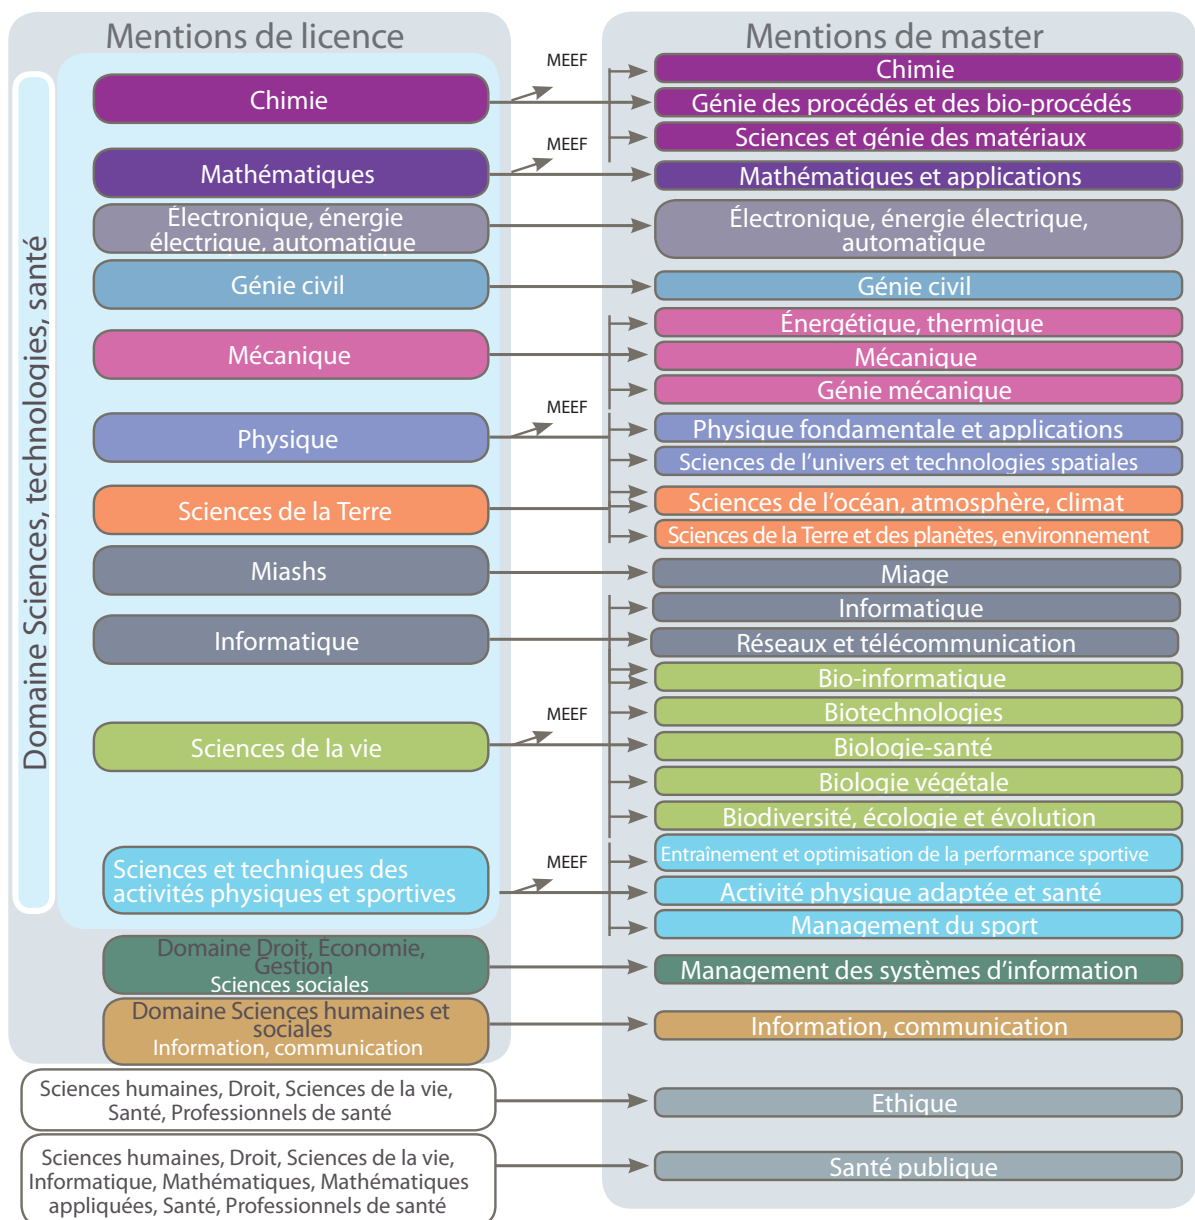 Mentions de licence
Domaine Sciences, technologies, santé
Chimie
MEEF
Mathématiques
MEEF
Électronique, énergie
électrique, automatique
Génie civil
Mécanique
Physique
MEEF
Sciences de la Terre
Miashs
Informatique
Sciences de la vie
MEEF
Sciences et techniques des
activités physiques et sportives
MEEF
Domaine Droit, Économie,
Gestion
Sciences sociales
Domaine Sciences humaines et
sociales
Information, communication
Sciences humaines, Droit, Sciences de la vie,
Santé, Professionnels de santé
Sciences humaines, Droit, Sciences de la vie,
Informatique, Mathématiques, Mathématiques
appliquées, Santé, Professionnels de santé
Mentions de master
Chimie
Génie des procédés et des bio-procédés
Sciences et génie des matériaux
Mathématiques et applications
Électronique, énergie électrique,
automatique
Génie civil
Énergétique, thermique
Mécanique
Génie mécanique
Physique fondamentale et applications
Sciences de l’univers et technologies spatiales
Sciences de l’océan, atmosphère, climat
Sciences de la Terre et des planètes, environnement
Miage
Informatique
Réseaux et télécommunication
Bio-informatique
Biotechnologies
Biologie-santé
Biologie végétale
Biodiversité, écologie et évolution
Entraînement et optimisation de la performance sportive
Activité physique adaptée et santé
Management du sport
Management des systèmes d’information
Information, communication
Ethique
Santé publique